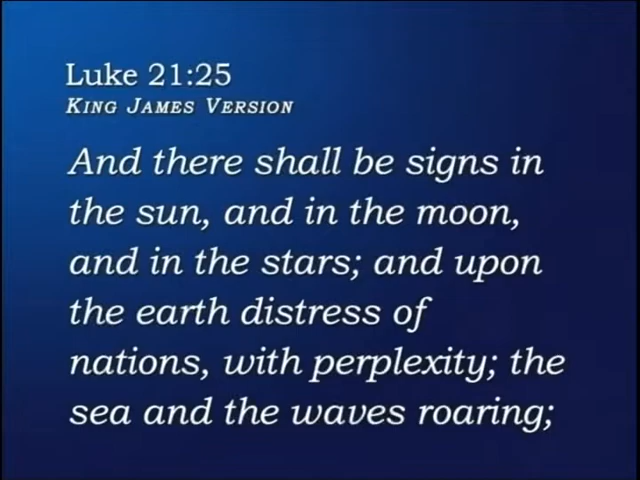 Luke 21:25
KING JAMES VERSION
And there shall be signs in
the sun, and in the moon,
and in the stars; and upon
the earth distress of
nations, with perplexity; the
sea and the waves roaring;